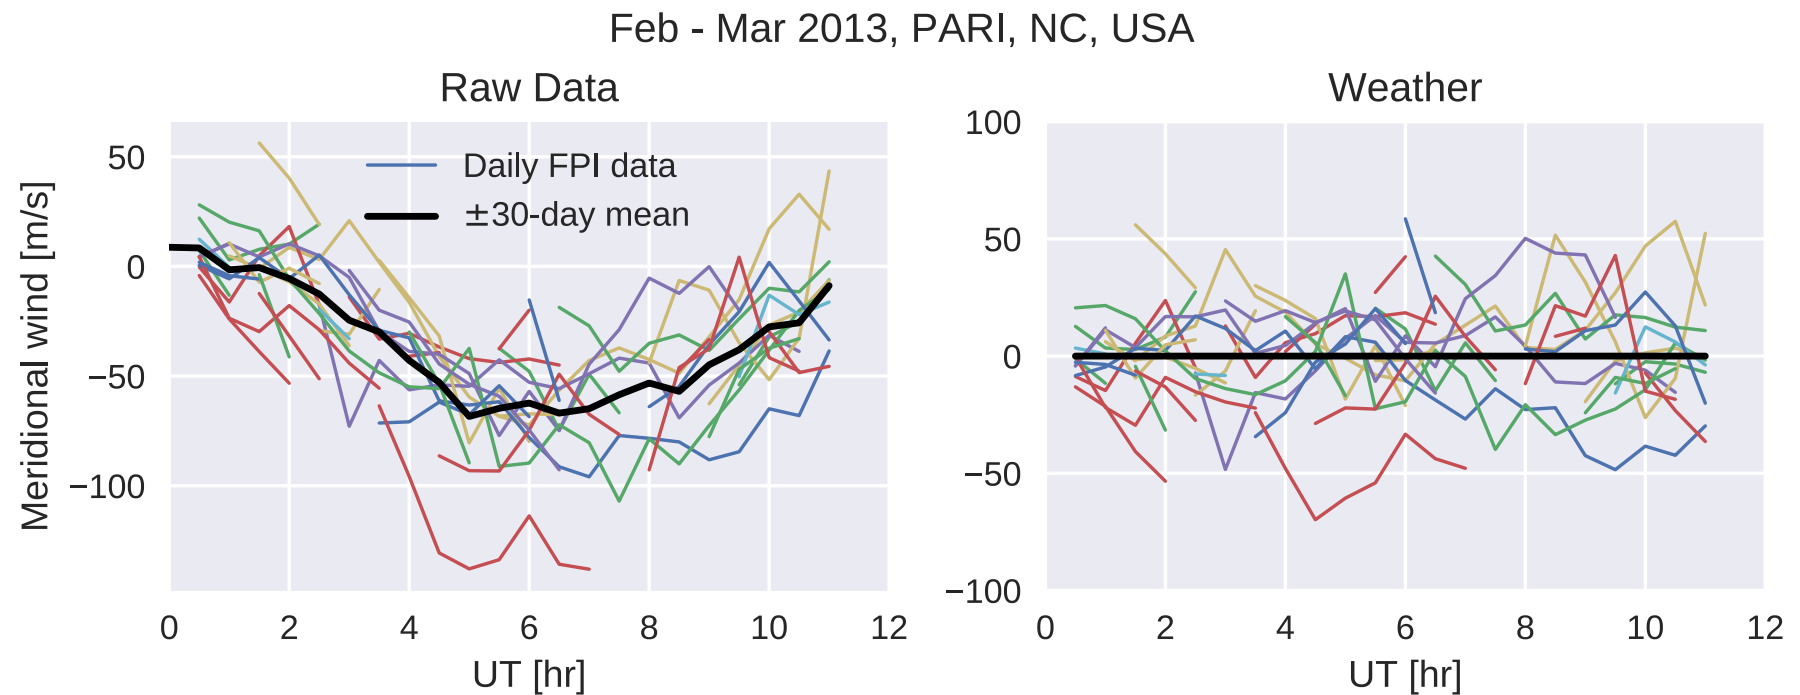 Feb - Mar 2013, PARI, NC, USA
Raw Data
Weather
Meridional wind [m/s]
50
0
−50
−100
Daily FPI data
±30-day mean
0 2 4 6 8 10 12
UT [hr]
100
50
0
−50
−100
0 2 4 6 8 10 12
UT [hr]